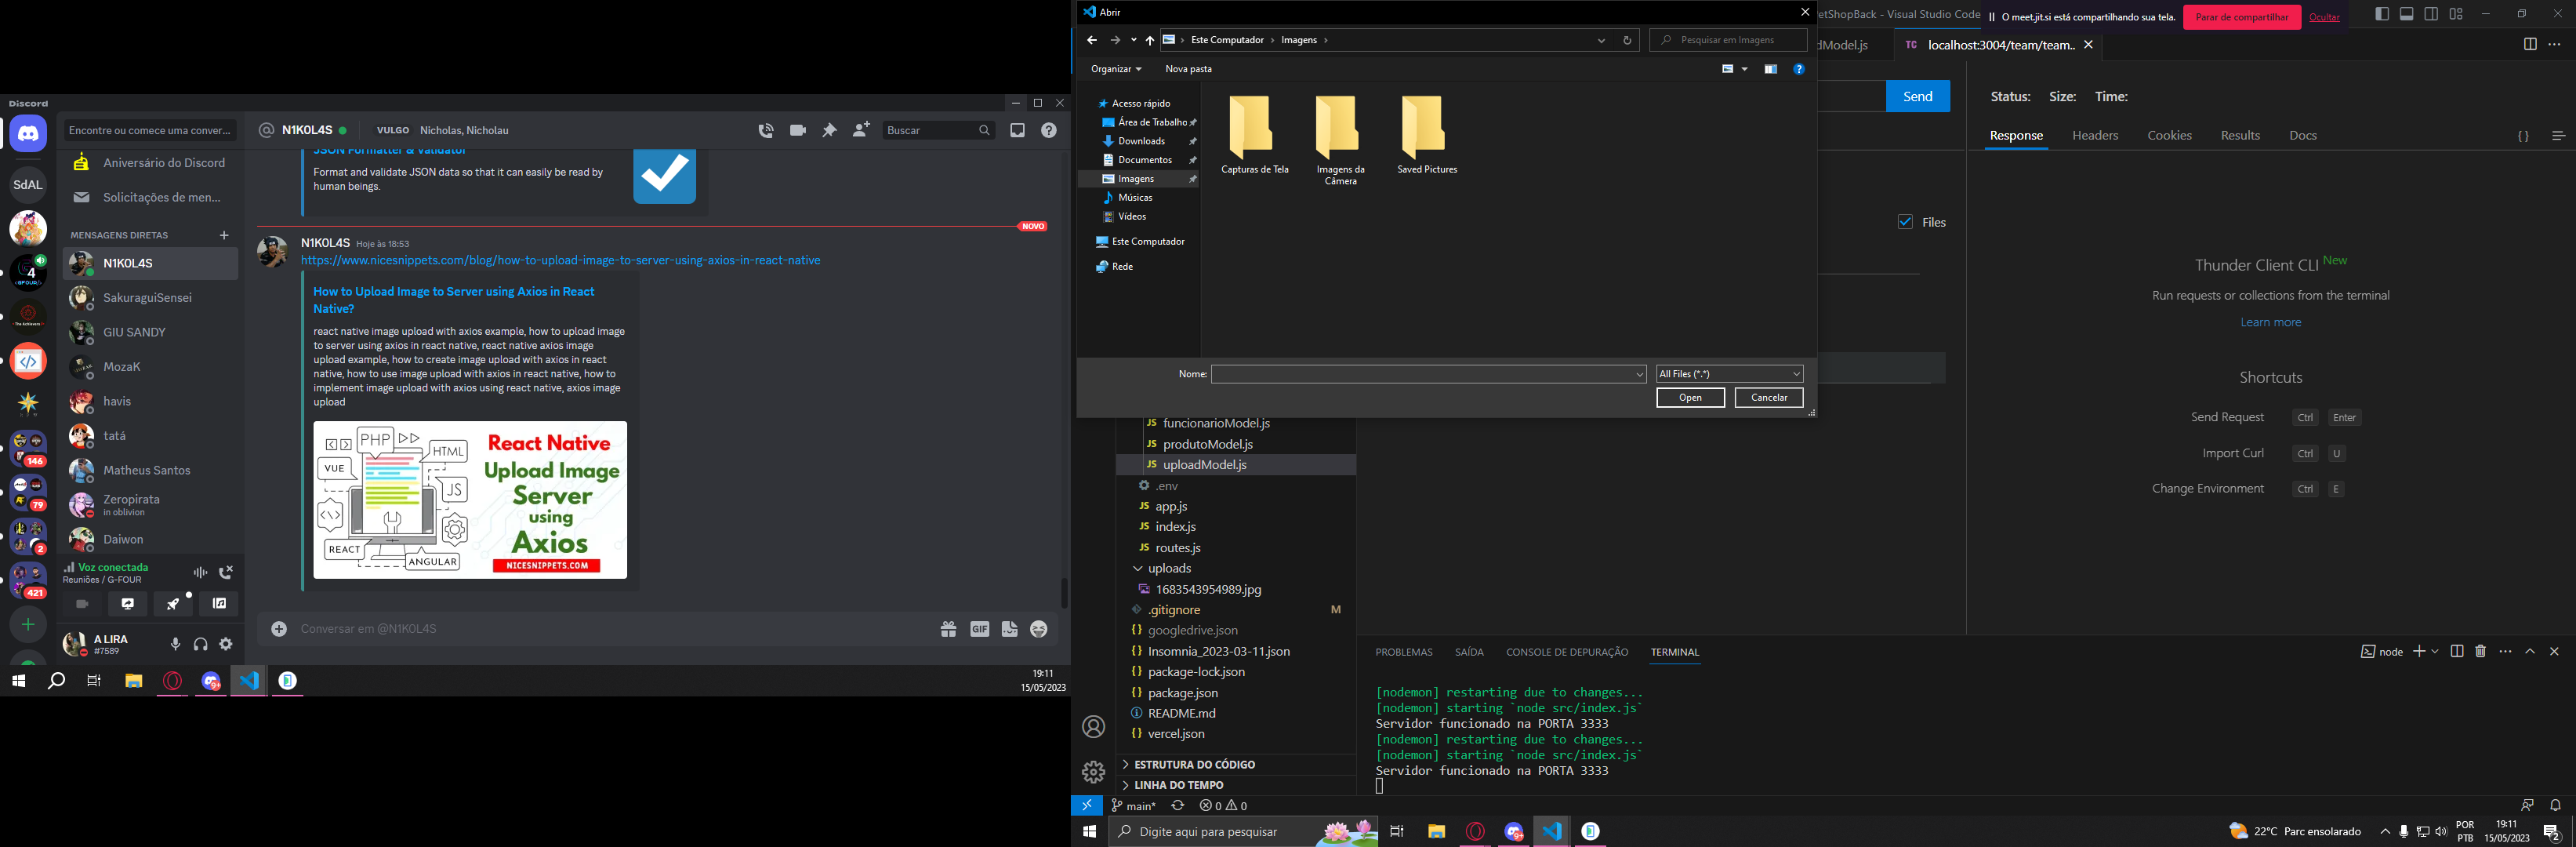 Discord
Encontre ou comece uma conver...
Aniversário do Discord
Solicitações de men...
MENSAGENS DIRETAS
N1K0L4S
SakuraguiSensei
GIU SANDY
MozaK
havis
tatá
Matheus Santos
Zeropirata
in oblivion
Daiwon
SdAL
4
146
79
2
421
Voz conectada
Reuniões / G-FOUR
A LIRA
#7589
N1K0L4S
VULGO Nicholas, Nicholau
Buscar
JSON Formatter & Validator
Format and validate JSON data so that it can easily be read by
human beings.
NOVO
N1K0L4S Hoje às 18:53
https://www.nicesnippets.com/blog/how-to-upload-image-to-server-using-axios-in-react-native
How to Upload Image to Server using Axios in React
Native?
react native image upload with axios example, how to upload image
to server using axios in react native, react native axios image
upload example, how to create image upload with axios in react
native, how to use image upload with axios in react native, how to
implement image upload with axios using react native, axios image
upload
PHP
HTML
VUE
JS
REACT
ANGULAR
React Native
Upload Image
Server
using
Axios
NICESNIPPETS.COM
Conversar em @N1K0L4S
GIF
19:11
15/05/2023
Abrir
Este Computador
Imagens
Pesquisar em Imagens
Organizar
Nova pasta
Acesso rápido
Área de Trabalho
Downloads
Documentos
Imagens
Músicas
Vídeos
Este Computador
Rede
Capturas de Tela
Imagens da
Câmera
Saved Pictures
Nome:
All Files (*.*)
Open
Cancelar
etShopBack - Visual Studio Code
O meet.jit.si está compartilhando sua tela.
Parar de compartilhar
Ocultar
dModel.js
TC localhost:3004/team/team..
Send
Status: Size: Time:
Response Headers Cookies Results Docs
Files
Thunder Client CLI New
Run requests or collections from the terminal
Learn more
Shortcuts
Send Request Ctrl Enter
Import Curl Ctrl U
Change Environment Ctrl E
JS funcionarioModel.js
JS produtoModel.js
JS uploadModel.js
.env
JS app.js
JS index.js
JS routes.js
uploads
1683543954989.jpg
.gitignore M
{} googledrive.json
{} Insomnia_2023-03-11.json
{} package-lock.json
{} package.json
README.md
{} vercel.json
ESTRUTURA DO CÓDIGO
LINHA DO TEMPO
PROBLEMAS SAÍDA CONSOLE DE DEPURAÇÃO TERMINAL
node
[nodemon] restarting due to changes...
[nodemon] starting `node src/index.js`
Servidor funcionado na PORTA 3333
[nodemon] restarting due to changes...
[nodemon] starting `node src/index.js`
Servidor funcionado na PORTA 3333
main* 0 0
Digite aqui para pesquisar
22°C Parc ensolarado
POR
PTB
19:11
15/05/2023
2